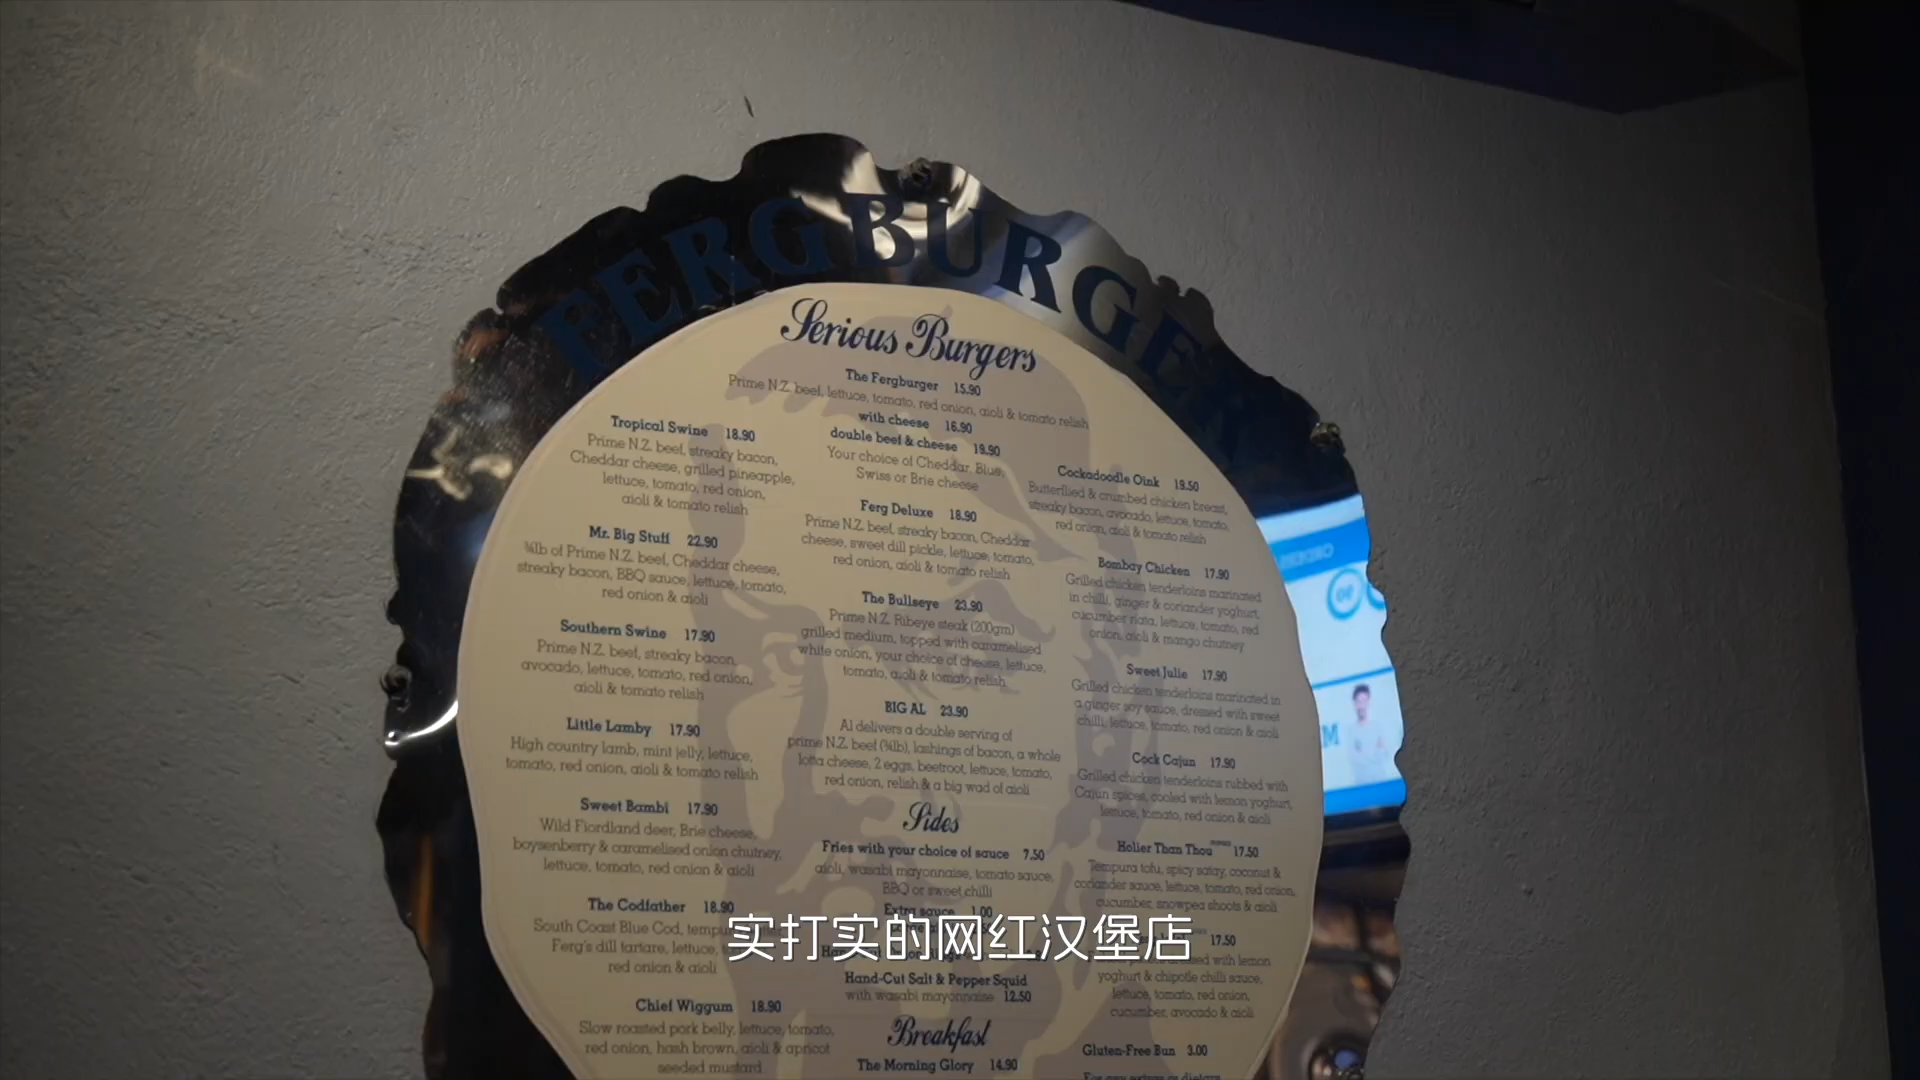 FERGBURGER
Serious Burgers
The Fergburger 15.90
Prime N.Z. beef, lettuce, tomato, red onion, aioli & tomato relish
with cheese 16.90
double beef & cheese 19.90
Your choice of Cheddar, Blue,
Swiss or Brie cheese
Tropical Swine 18.90
Prime N.Z. beef, streaky bacon,
Cheddar cheese, grilled pineapple,
lettuce, tomato, red onion,
aioli & tomato relish
Mr. Big Stuff 22.90
lb of Prime N.Z. beef, Cheddar cheese,
streaky bacon, BBQ sauce, lettuce, tomato,
red onion & aioli
Southern Swine 17.90
Prime N.Z. beef, streaky bacon,
avocado, lettuce, tomato, red onion,
aioli & tomato relish
Little Lamby 17.90
High country lamb, mint jelly, lettuce,
tomato, red onion, aioli & tomato relish
Sweet Bambi 17.90
Wild Fiordland deer, Brie cheese,
boysenberry & caramelised onion chutney,
lettuce, tomato, red onion & aioli
The Codfather 18.90
South Coast Blue Cod,
Ferg's dill tartare, lettuce,
red onion & aioli
Chief Wiggum 18.90
Slow roasted pork belly, lettuce, tomato,
red onion, hash brown, aioli & apricot
seeded mustard
Ferg Deluxe 18.90
Prime N.Z. beef, streaky bacon, Cheddar
cheese, sweet dill pickle, lettuce, tomato,
red onion, aioli & tomato relish
The Bullseye 23.90
Prime N.Z. Ribeye steak (200gm)
grilled medium, topped with caramelised
white onion, your choice of cheese, lettuce,
tomato, aioli & tomato relish
BIG AL 23.90
Al delivers a double serving of
prime N.Z. beef lashings of bacon, a whole
lotta cheese, 2 eggs, beetroot, lettuce, tomato,
red onion, relish & a big wad of aioli
Sides
Fries with your choice of sauce 7.50
aioli, wasabi mayonnaise, tomato sauce,
BBQ or sweet chilli
Extra sauce 1.00
Hand-Cut Salt & Pepper Squid
with wasabi mayonnaise 12.50
Breakfast
The Morning Glory 14.90
Cockadoodle Oink 19.50
Butterflied & crumbed chicken breast,
streaky bacon, avocado, lettuce, tomato,
red onion, aioli & tomato relish
Bombay Chicken 17.90
Grilled chicken tenderloins marinated
in chilli, ginger & coriander yoghurt,
cucumber riata, lettuce, tomato, red
onion, aioli & mango chutney
Sweet Julie 17.90
Grilled chicken tenderloins marinated in
a ginger soy sauce, dressed with sweet
chilli, lettuce, tomato, red onion & aioli
Cock Cajun 17.90
Grilled chicken tenderloins rubbed with
Cajun spices, cooled with lemon yoghurt,
lettuce, tomato, red onion & aioli
Holier Than Thou 17.50
Tempura tofu, spicy satay, coconut &
coriander sauce, lettuce, tomato, red onion,
cucumber, snowpea shoots & aioli
17.50
with lemon
yoghurt & chipotle chilli sauce,
lettuce, tomato, red onion,
cucumber, avocado & aioli
Gluten-Free Bun 3.00
实打实的网红汉堡店